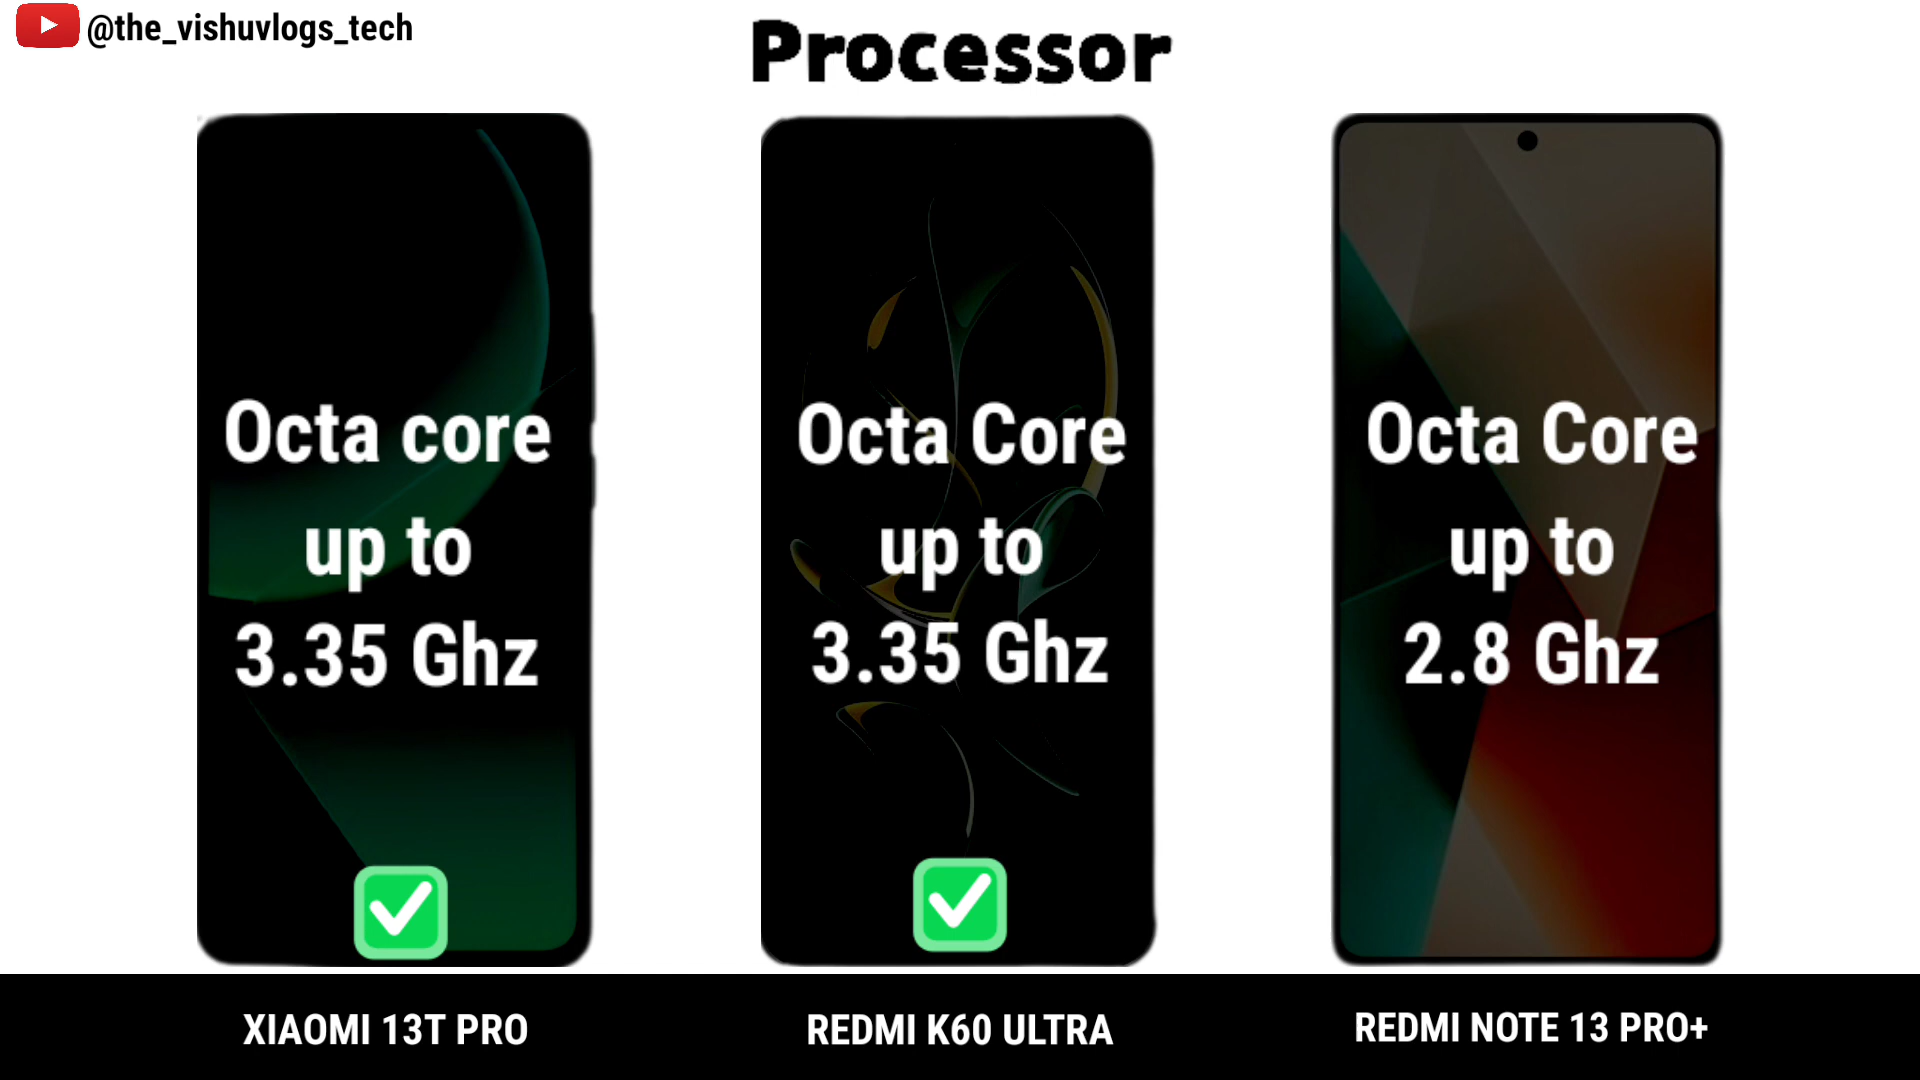 @the_vishuvlogs_tech
Processor
Octa core
up to
3.35 Ghz
Octa Core
up to
3.35 Ghz
Octa Core
up to
2.8 Ghz
XIAOMI 13T PRO
REDMI K60 ULTRA
REDMI NOTE 13 PRO+